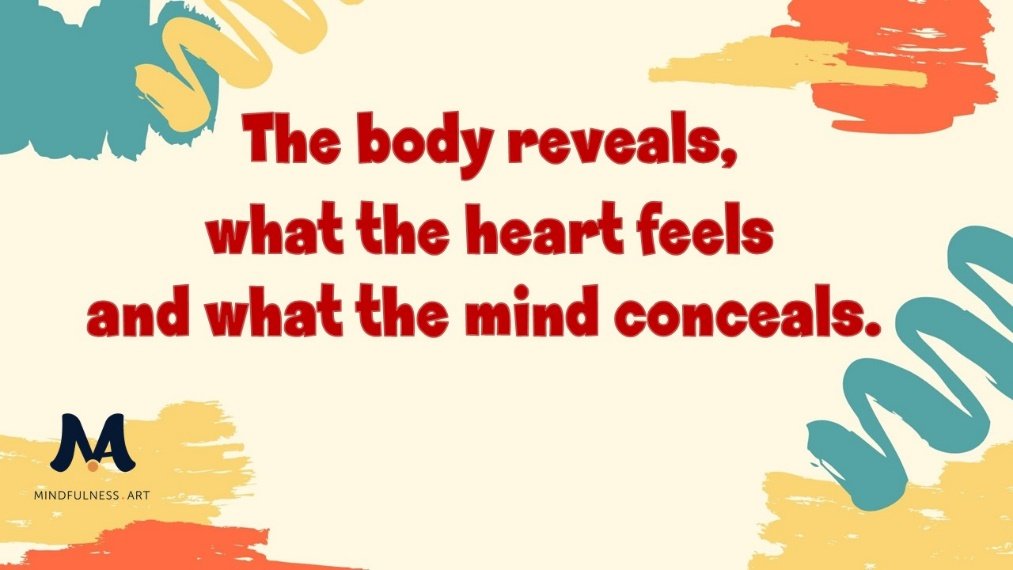 The body reveals,
what the heart feels
and what the mind conceals.
MA
MINDFULNESS.ART